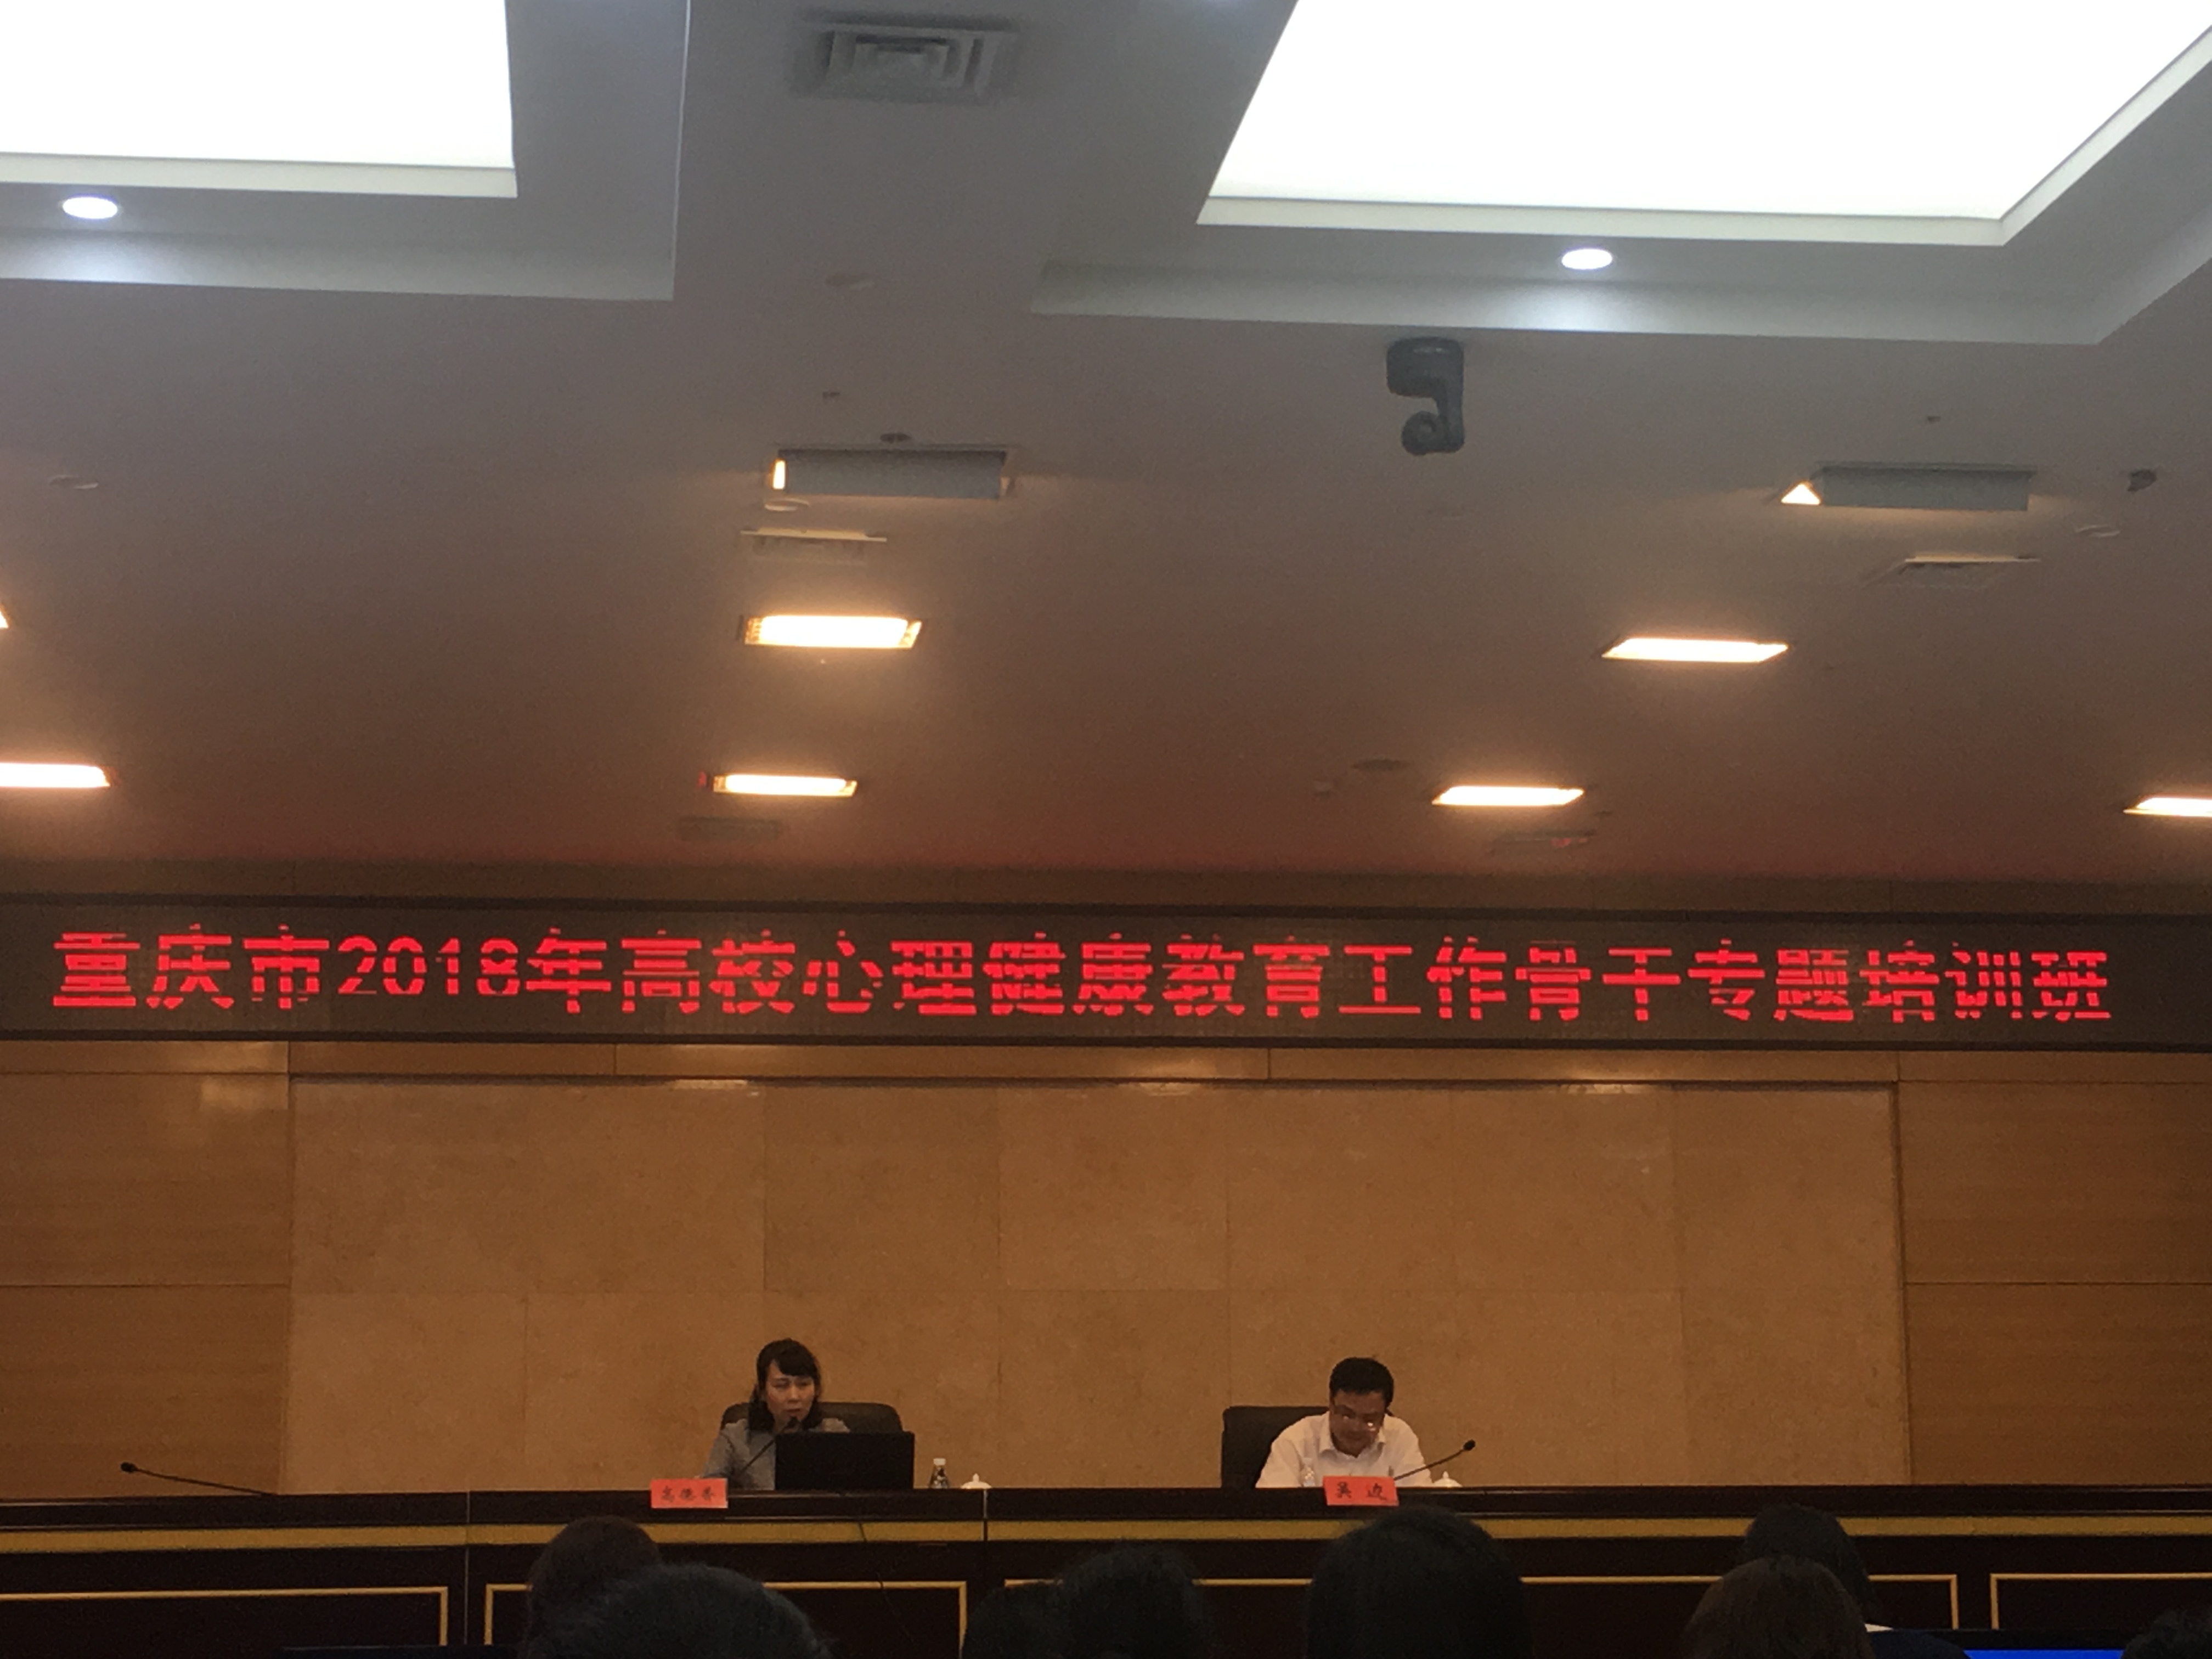 重庆市2018年高校心理健康教育工作骨干专题培训班
吴 边